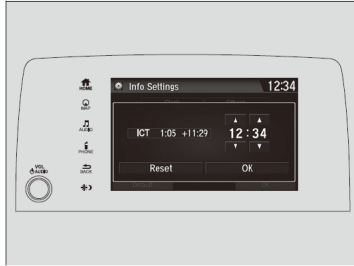 Info Settings
12:34
HOME
MAP
AUDIO
ICT 1:05 +11:29
12 : 34
PHONE
Reset
OK
VOL
AUDIO
BACK